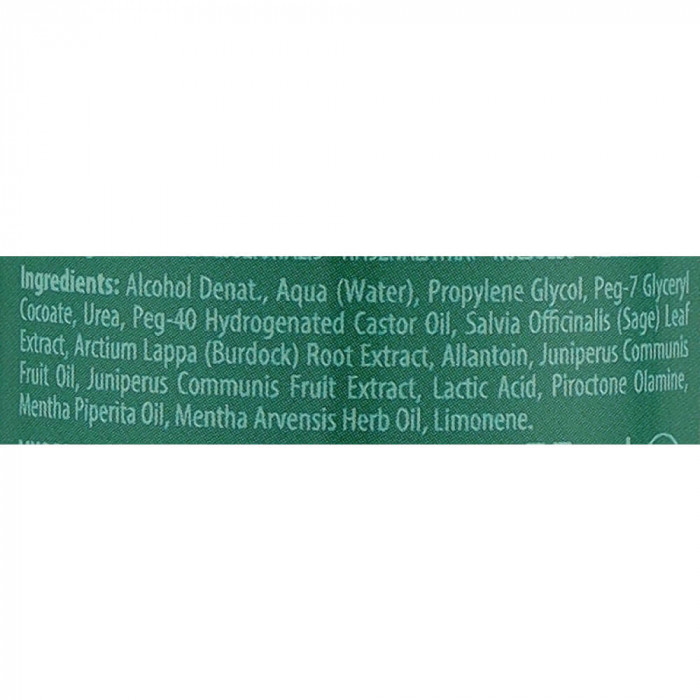 Ingredients: Alcohol Denat., Aqua (Water), Propylene Glycol, Peg-7 Glyceryl
Cocoate, Urea, Peg-40 Hydrogenated Castor Oil, Salvia Officinalis (Sage) Leaf
Extract, Arctium Lappa (Burdock) Root Extract, Allantoin, Juniperus Communis
Fruit Oil, Juniperus Communis Fruit Extract, Lactic Acid, Piroctone Olamine,
Mentha Piperita Oil, Mentha Arvensis Herb Oil, Limonene.